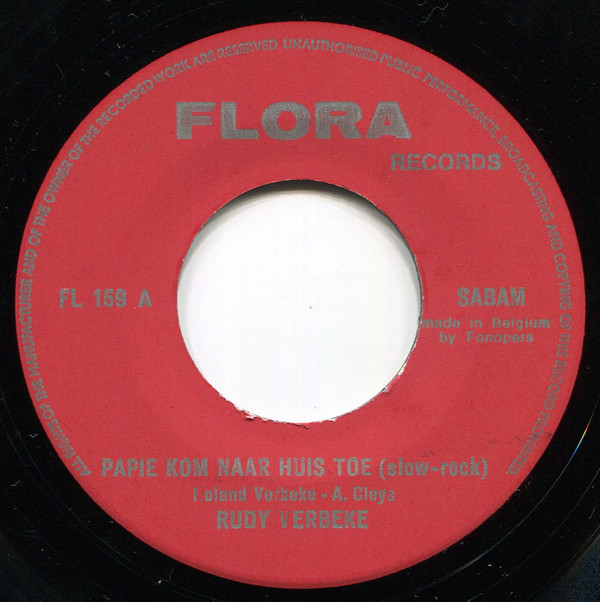 ALL RIGHTS OF THE MANUFACTURER AND OF THE OWNER OF THE RECORDED WORK ARE RESERVED UNAUTHORISED PUBLIC PERFORMANCE, BROADCASTING AND COPYING OF THIS RECORD PROHIBITED.
FLORA
RECORDS
FL 159 A
SABAM
made in Belgium
by Fonopers
PAPIE KOM NAAR HUIS TOE (slow-rock)
Verbeke - A. Cleys
RUDY VERBEKE